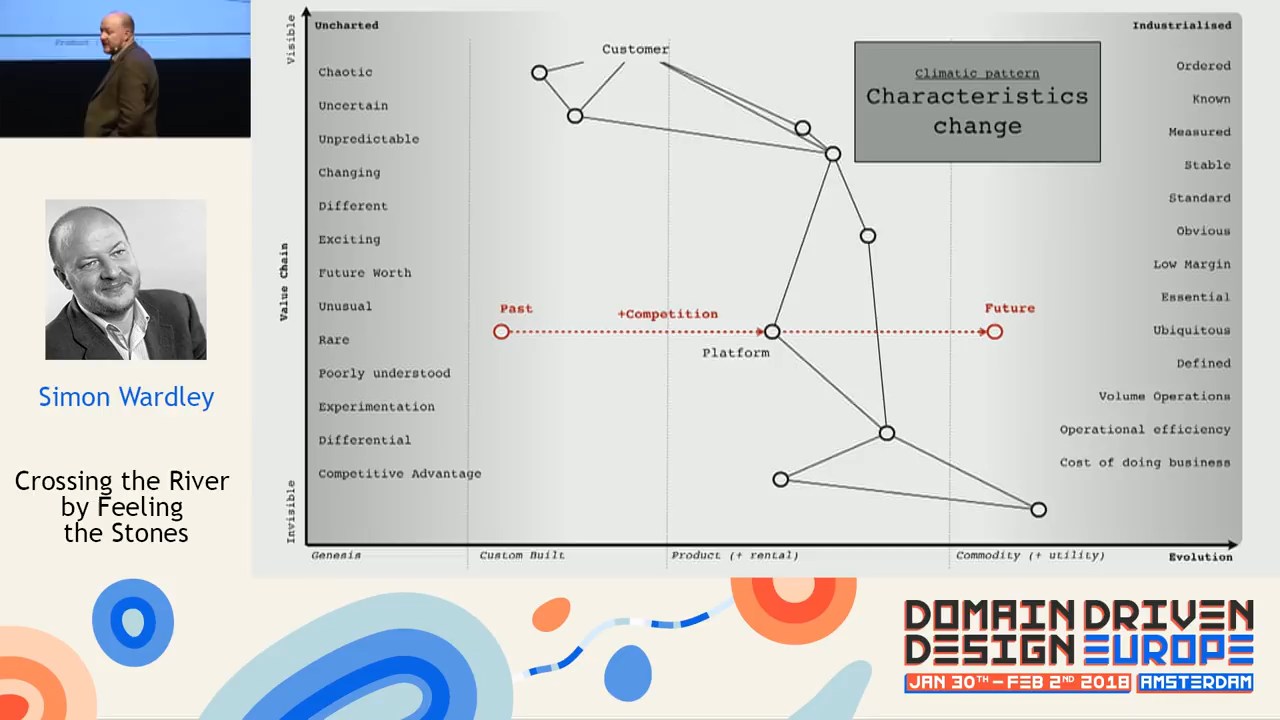 Product
Simon Wardley
Crossing the River
by Feeling
the Stones
Visible
Value Chain
Invisible
Uncharted
Chaotic
Uncertain
Unpredictable
Changing
Different
Exciting
Future Worth
Unusual
Rare
Poorly understood
Experimentation
Differential
Competitive Advantage
Customer
Climatic pattern
Characteristics
change
Past
+Competition
Future
Platform
Industrialised
Ordered
Known
Measured
Stable
Standard
Obvious
Low Margin
Essential
Ubiquitous
Defined
Volume Operations
Operational efficiency
Cost of doing business
Genesis
Custom Built
Product (+ rental)
Commodity (+ utility)
Evolution
DOMAIN DRIVEN
DESIGN EUROPE
JAN 30TH - FEB 2ND 2018 AMSTERDAM